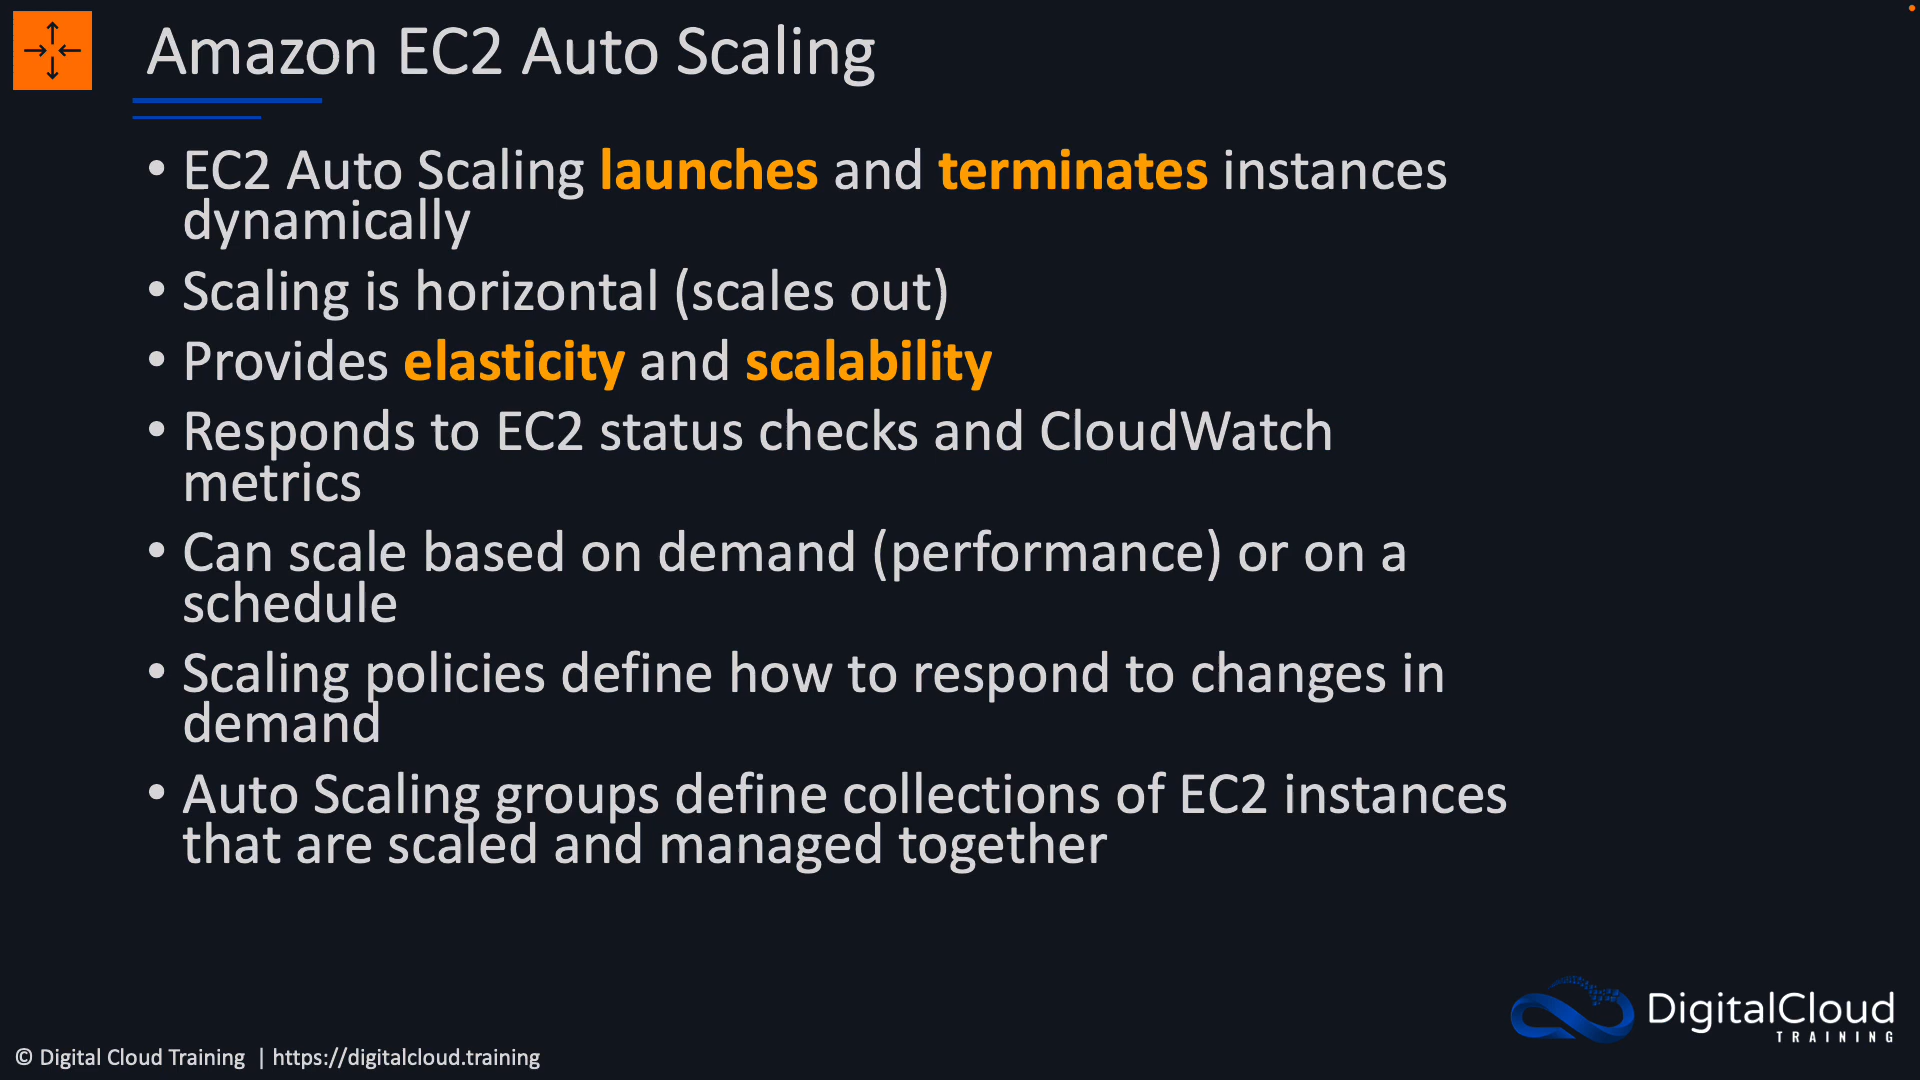 Amazon EC2 Auto Scaling
• EC2 Auto Scaling launches and terminates instances
dynamically
• Scaling is horizontal (scales out)
• Provides elasticity and scalability
• Responds to EC2 status checks and CloudWatch
metrics
• Can scale based on demand (performance) or on a
schedule
• Scaling policies define how to respond to changes in
demand
• Auto Scaling groups define collections of EC2 instances
that are scaled and managed together
DigitalCloud
TRAINING
© Digital Cloud Training | https://digitalcloud.training